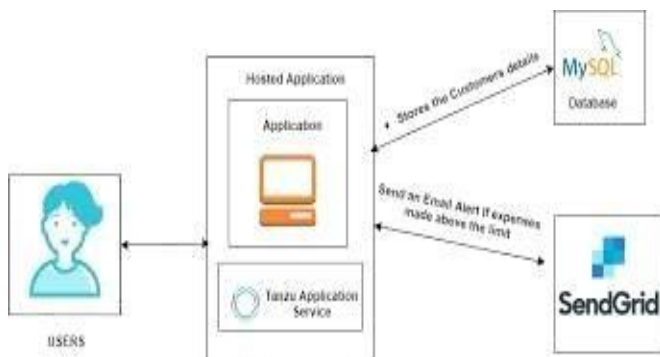 Hosted Application
Application
Tanzu Application
Service
USERS
Stores the Customers details
MySQL
Database
Send an Email Alert if expenses
made above the limit
SendGrid